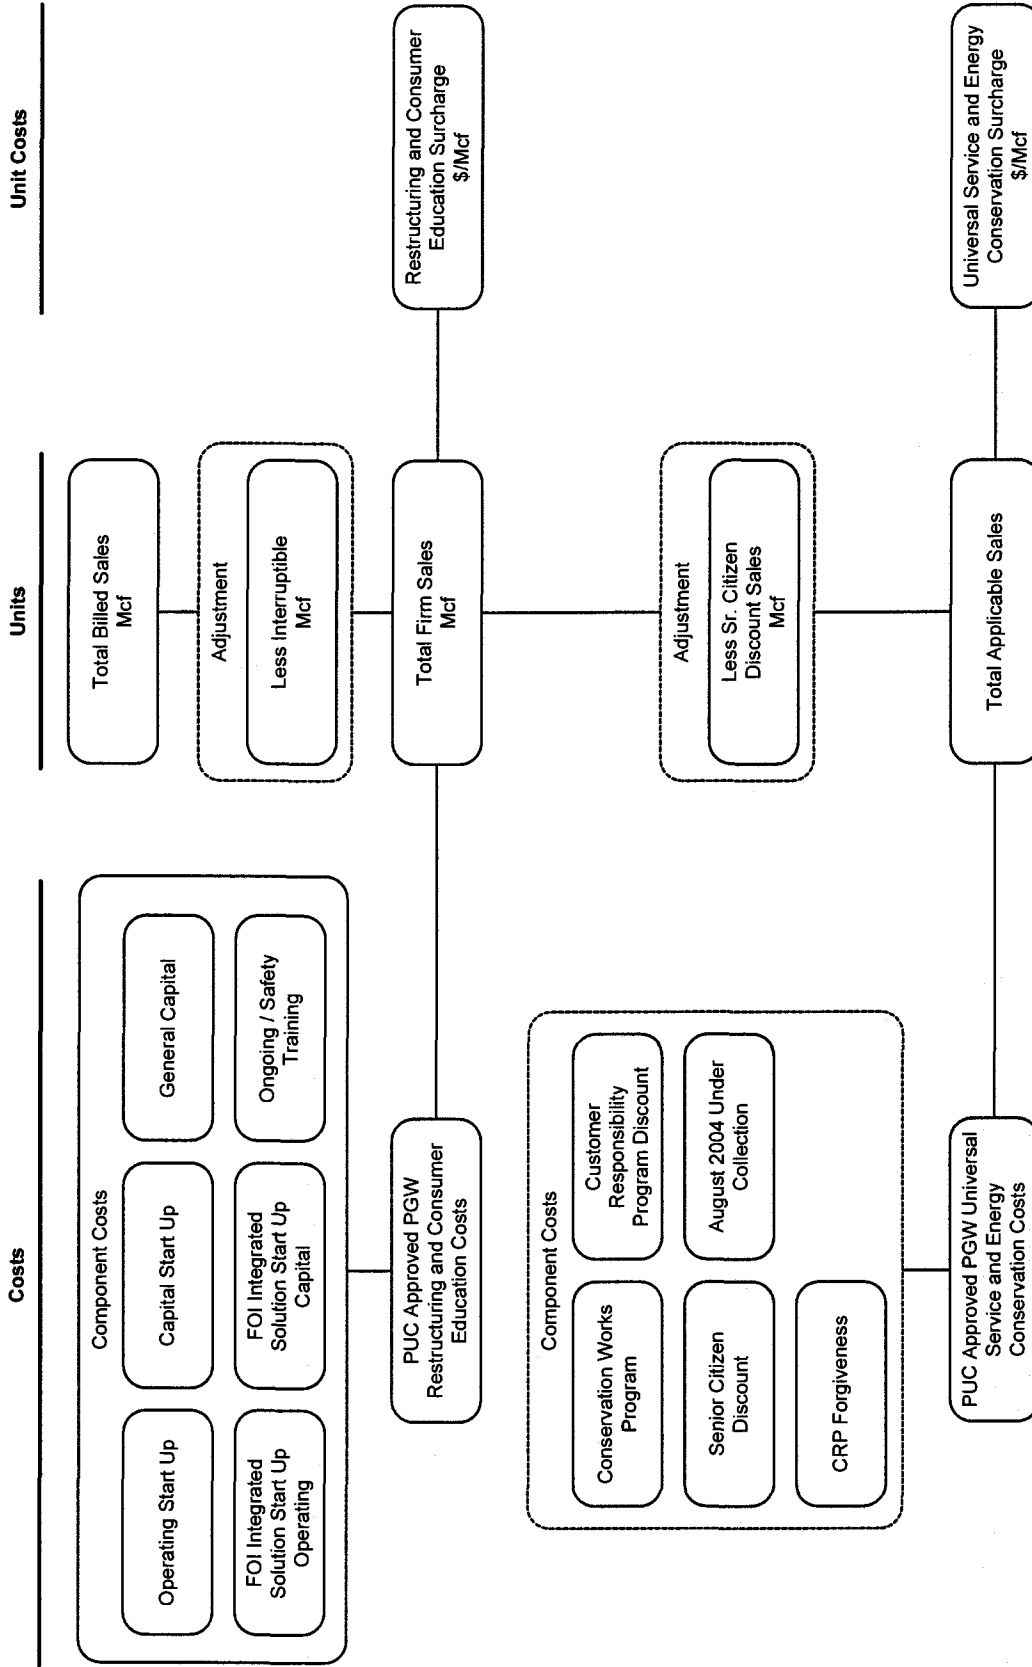 Costs
Units
Unit Costs
Component Costs
Operating Start Up
Capital Start Up
General Capital
FOI Integrated
Solution Start Up
Operating
FOI Integrated
Solution Start Up
Capital
Ongoing / Safety
Training
PUC Approved PGW
Restructuring and Consumer
Education Costs
Total Billed Sales
Mcf
Adjustment
Less Interruptible
Mcf
Total Firm Sales
Mcf
Restructuring and Consumer
Education Surcharge
$/Mcf
Component Costs
Conservation Works
Program
Customer
Responsibility
Program Discount
Senior Citizen
Discount
August 2004 Under
Collection
CRP Forgiveness
PUC Approved PGW Universal
Service and Energy
Conservation Costs
Adjustment
Less Sr. Citizen
Discount Sales
Mcf
Total Applicable Sales
Universal Service and Energy
Conservation Surcharge
$/Mcf